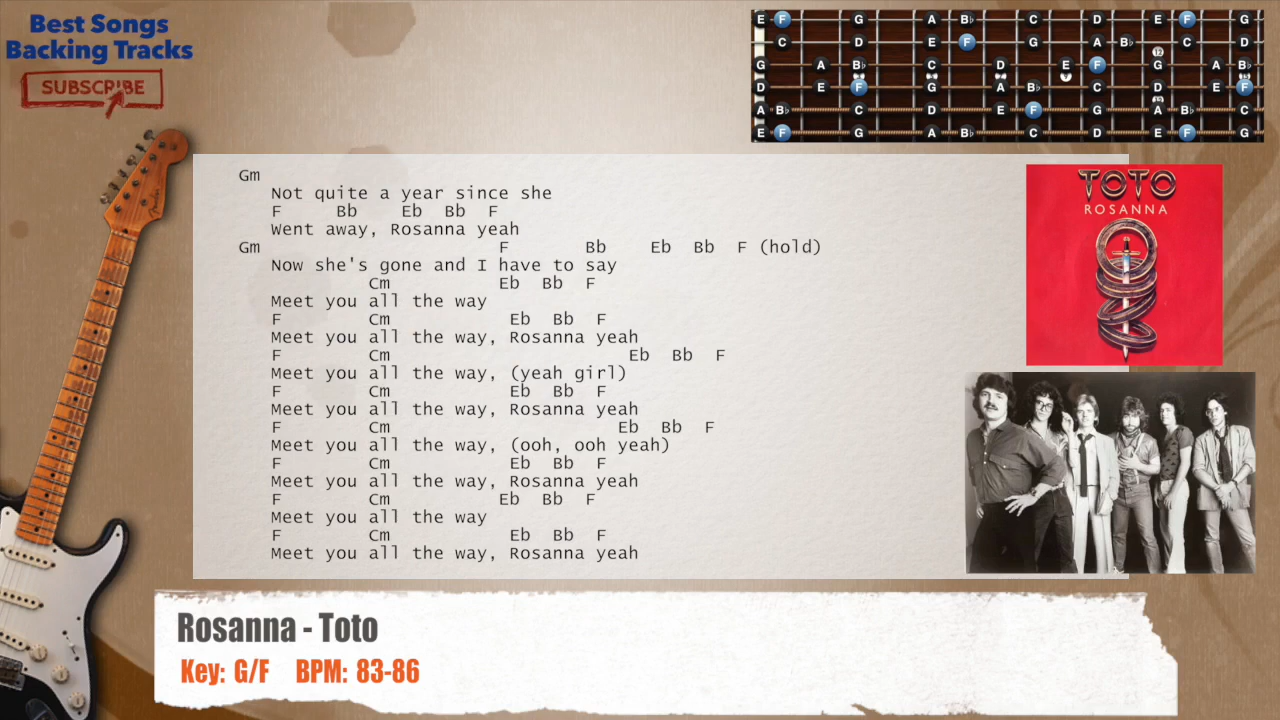 Best Songs
Backing Tracks
SUBSCRIBE
E F G A B♭ C D E F G
C D E F G A B♭ C D
G A B♭ C D E F G A B♭
D E F G A B♭ C D E F
A B♭ C D E F G A B♭ C
E F G A B♭ C D E F G
Gm
Not quite a year since she
F Bb Eb Bb F
Went away, Rosanna yeah
Gm F Bb Eb Bb F (hold)
Now she's gone and I have to say
Cm Eb Bb F
Meet you all the way
F Cm Eb Bb F
Meet you all the way, Rosanna yeah
F Cm Eb Bb F
Meet you all the way, (yeah girl)
F Cm Eb Bb F
Meet you all the way, Rosanna yeah
F Cm Eb Bb F
Meet you all the way, (ooh, ooh yeah)
F Cm Eb Bb F
Meet you all the way, Rosanna yeah
F Cm Eb Bb F
Meet you all the way
F Cm Eb Bb F
Meet you all the way, Rosanna yeah
TOTO
ROSANNA
Fender
Rosanna - Toto
Key: G/F BPM: 83-86